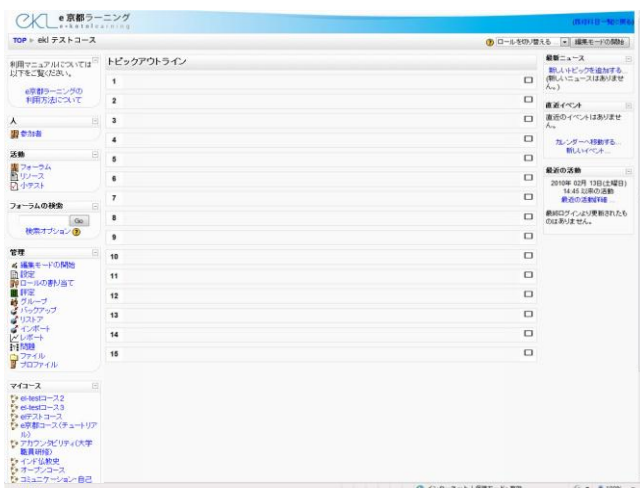 EKL e京都ラーニング
e-kyoto learning
TOP ► ekl テストコース
ロールを切り替える...
編集モードの開始
利用マニュアルについては
以下をご覧ください。
e京都ラーニングの
利用方法について
人
参加者
活動
フォーラム
リソース
小テスト
フォーラムの検索
Go
検索オプション
管理
編集モードの開始
設定
ロールの割り当て
評定
グループ
バックアップ
リストア
インポート
レポート
問題
ファイル
プロファイル
マイコース
el-testコース2
el-testコース3
elテストコース
e京都コース(チュートリア
ル)
アカウンタビリティ(大学
職員研修)
インド仏教史
オープンコース
コミュニケーション・自己
トピックアウトライン
1
2
3
4
5
6
7
8
9
10
11
12
13
14
15
最新ニュース
新しいトピックを追加する...
(新しいニュースはありませ
ん。)
直近イベント
直近のイベントはありませ
ん。
カレンダーへ移動する...
新しいイベント...
最近の活動
2010年 02月 13日(土曜日)
14:45 以来の活動
最近の活動詳細 ...
最終ログインより更新されたも
のはありません。